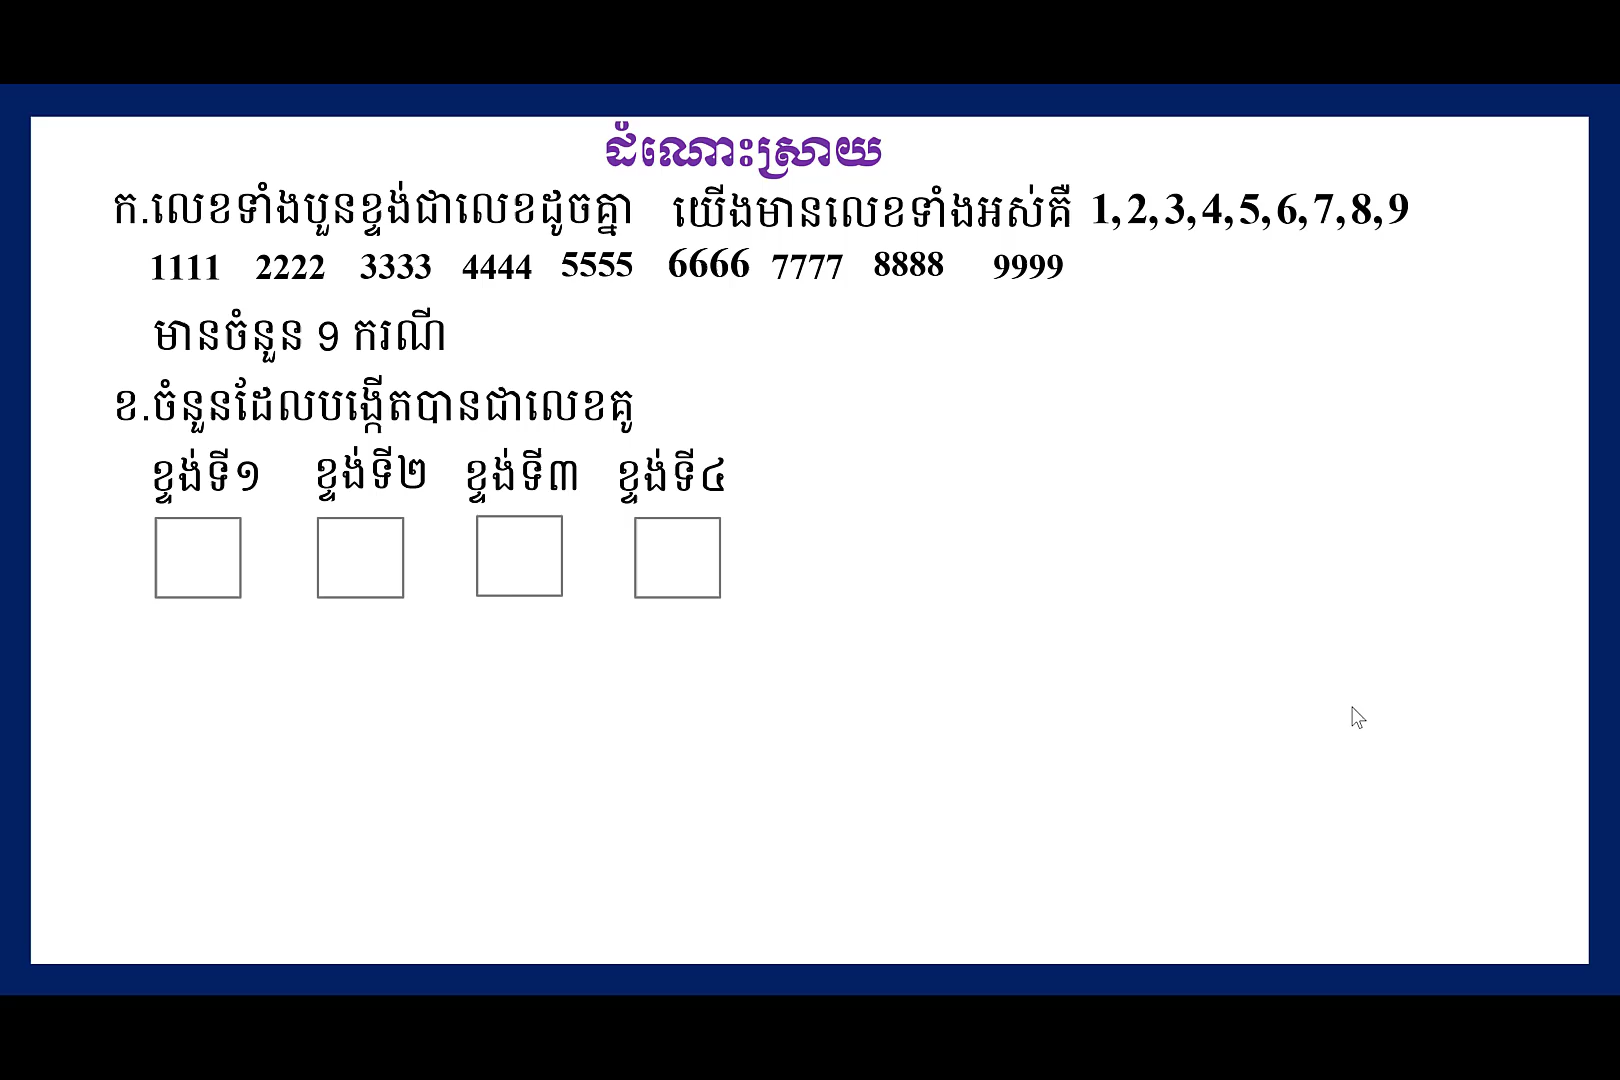 ដំណោះស្រាយ
ក.លេខទាំងបួនខ្ទង់ជាលេខដូចគ្នា យើងមានលេខទាំងអស់គឺ 1,2,3,4,5,6,7,8,9
1111 2222 3333 4444 5555 6666 7777 8888 9999
មានចំនួន 9 ករណី
ខ.ចំនួនដែលបង្កើតបានជាលេខគូ
ខ្ទង់ទី១ ខ្ទង់ទី២ ខ្ទង់ទី៣ ខ្ទង់ទី៤